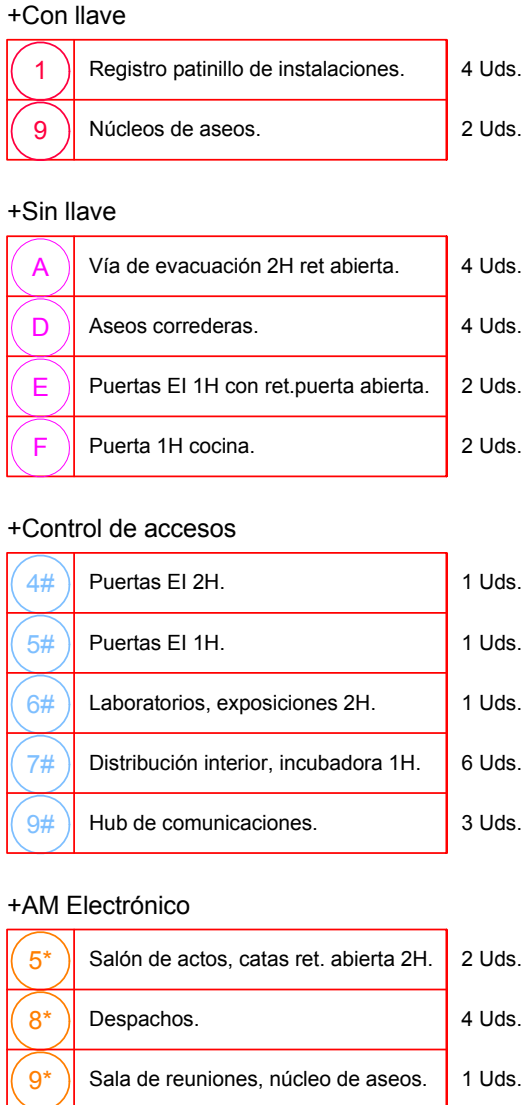 +Con llave
1 Registro patinillo de instalaciones. 4 Uds.
9 Núcleos de aseos. 2 Uds.
+Sin llave
A Vía de evacuación 2H ret abierta. 4 Uds.
D Aseos correderas. 4 Uds.
E Puertas EI 1H con ret.puerta abierta. 2 Uds.
F Puerta 1H cocina. 2 Uds.
+Control de accesos
4# Puertas EI 2H. 1 Uds.
5# Puertas EI 1H. 1 Uds.
6# Laboratorios, exposiciones 2H. 1 Uds.
7# Distribución interior, incubadora 1H. 6 Uds.
9# Hub de comunicaciones. 3 Uds.
+AM Electrónico
5* Salón de actos, catas ret. abierta 2H. 2 Uds.
8* Despachos. 4 Uds.
9* Sala de reuniones, núcleo de aseos. 1 Uds.